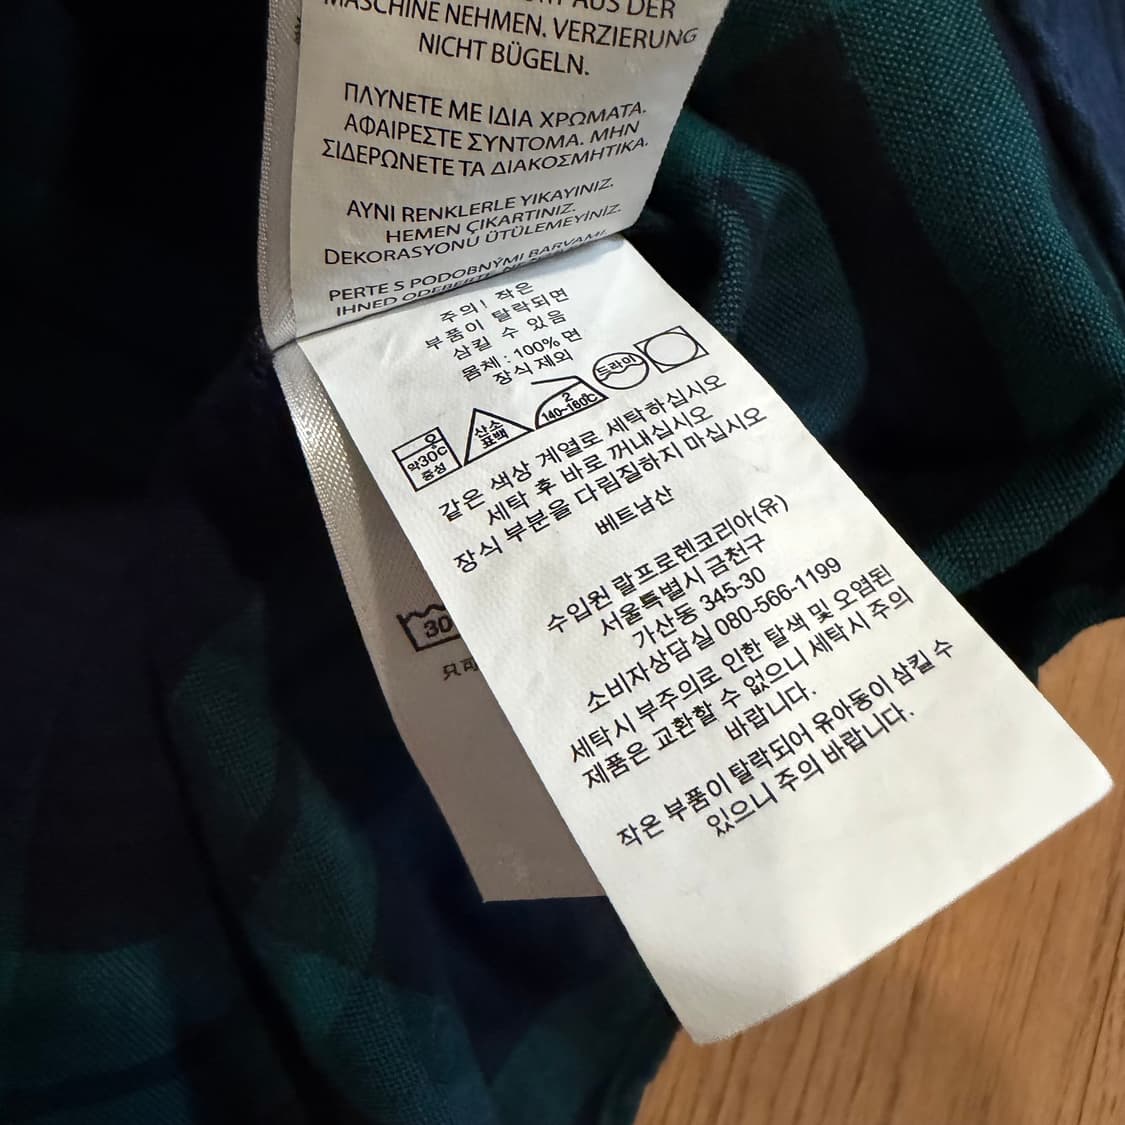 AUS DER
MASCHINE NEHMEN. VERZIERUNG
NICHT BÜGELN.
ΠΛΥΝΕΤΕ ΜΕ ΙΔΙΑ ΧΡΩΜΑΤΑ.
ΑΦΑΙΡΕΣΤΕ ΣΥΝΤΟΜΑ. ΜΗΝ
ΣΙΔΕΡΩΝΕΤΕ ΤΑ ΔΙΑΚΟΣΜΗΤΙΚΑ.
AYNI RENKLERLE YIKAYINIZ.
HEMEN ÇIKARTINIZ.
DEKORASYONU ÜTÜLEMEYİNİZ.
PERTE S PODOBNÝMI BARVAMI.
IHNED ODEBERTE.
주의! 작은
부품이 탈락되면
삼킬 수 있음
몸체 : 100% 면
장식 제외
약30℃
중성
산소
표백
2
140-160℃
드라이
같은 색상 계열로 세탁하십시오
세탁 후 바로 꺼내십시오
장식 부분을 다림질하지 마십시오
베트남산
수입원 랄프로렌코리아(유)
서울특별시 금천구
가산동 345-30
소비자상담실 080-566-1199
세탁시 부주의로 인한 탈색 및 오염된
제품은 교환할 수 없으니 세탁시 주의
바랍니다.
작은 부품이 탈락되어 유아동이 삼킬 수
있으니 주의 바랍니다.
30